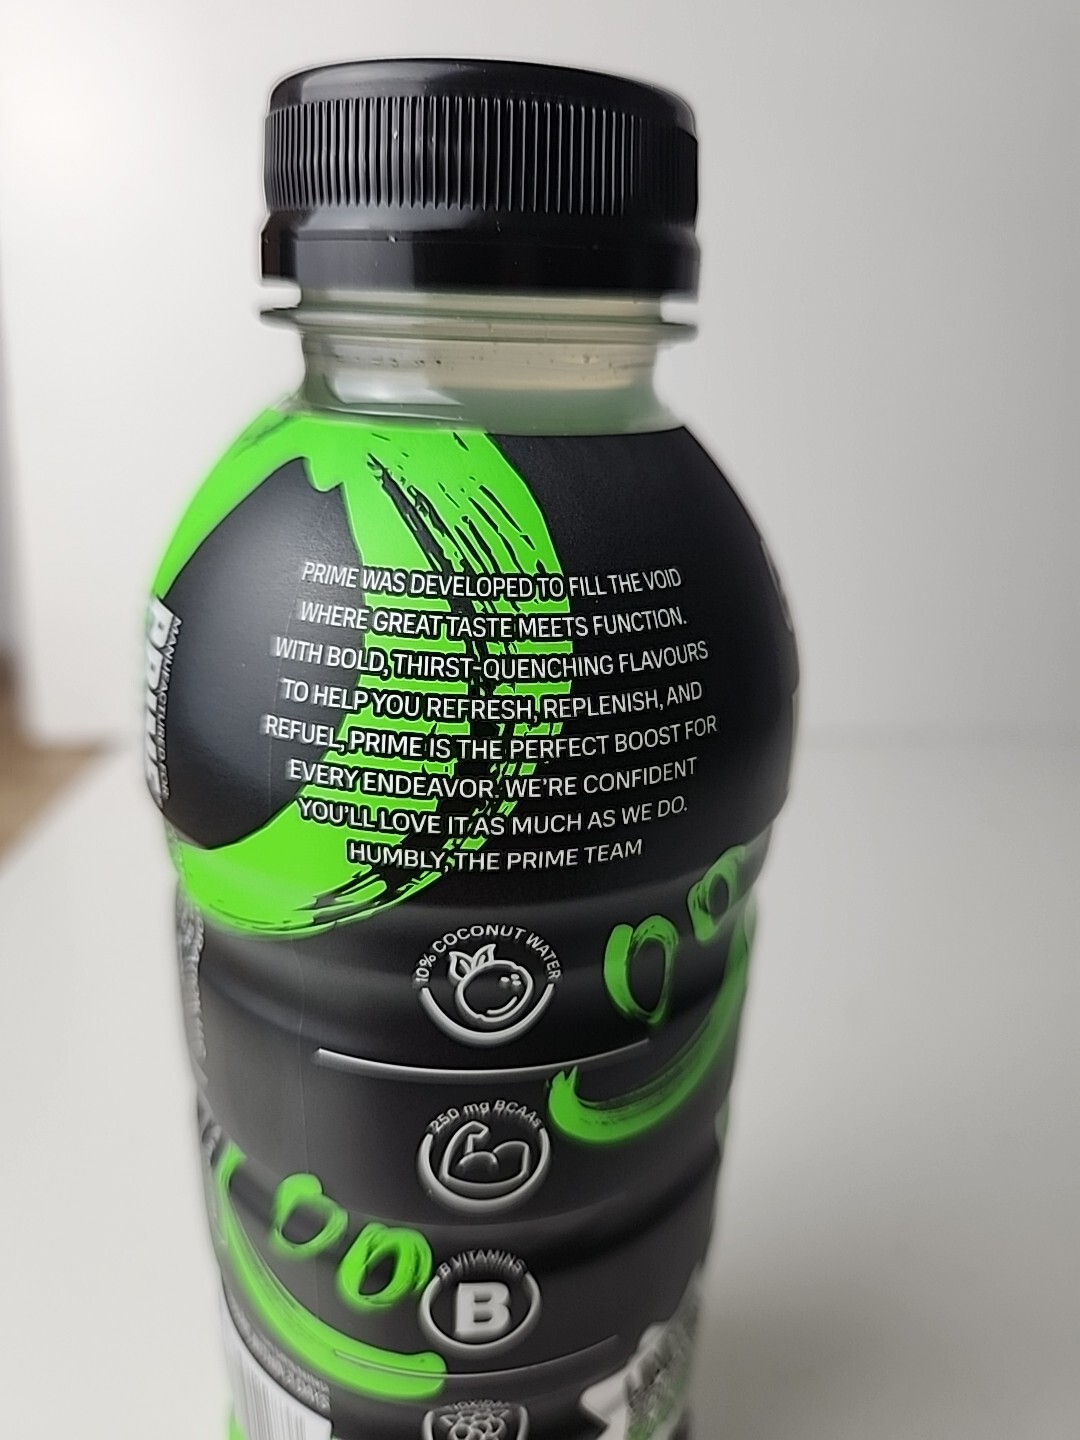 PRIME WAS DEVELOPED TO FILL THE VOID
WHERE GREAT TASTE MEETS FUNCTION.
WITH BOLD, THIRST-QUENCHING FLAVOURS
TO HELP YOU REFRESH, REPLENISH, AND
REFUEL, PRIME IS THE PERFECT BOOST FOR
EVERY ENDEAVOR. WE'RE CONFIDENT
YOU'LL LOVE IT AS MUCH AS WE DO.
HUMBLY, THE PRIME TEAM
10% COCONUT WATER
250 mg BCAAs
B VITAMINS
B